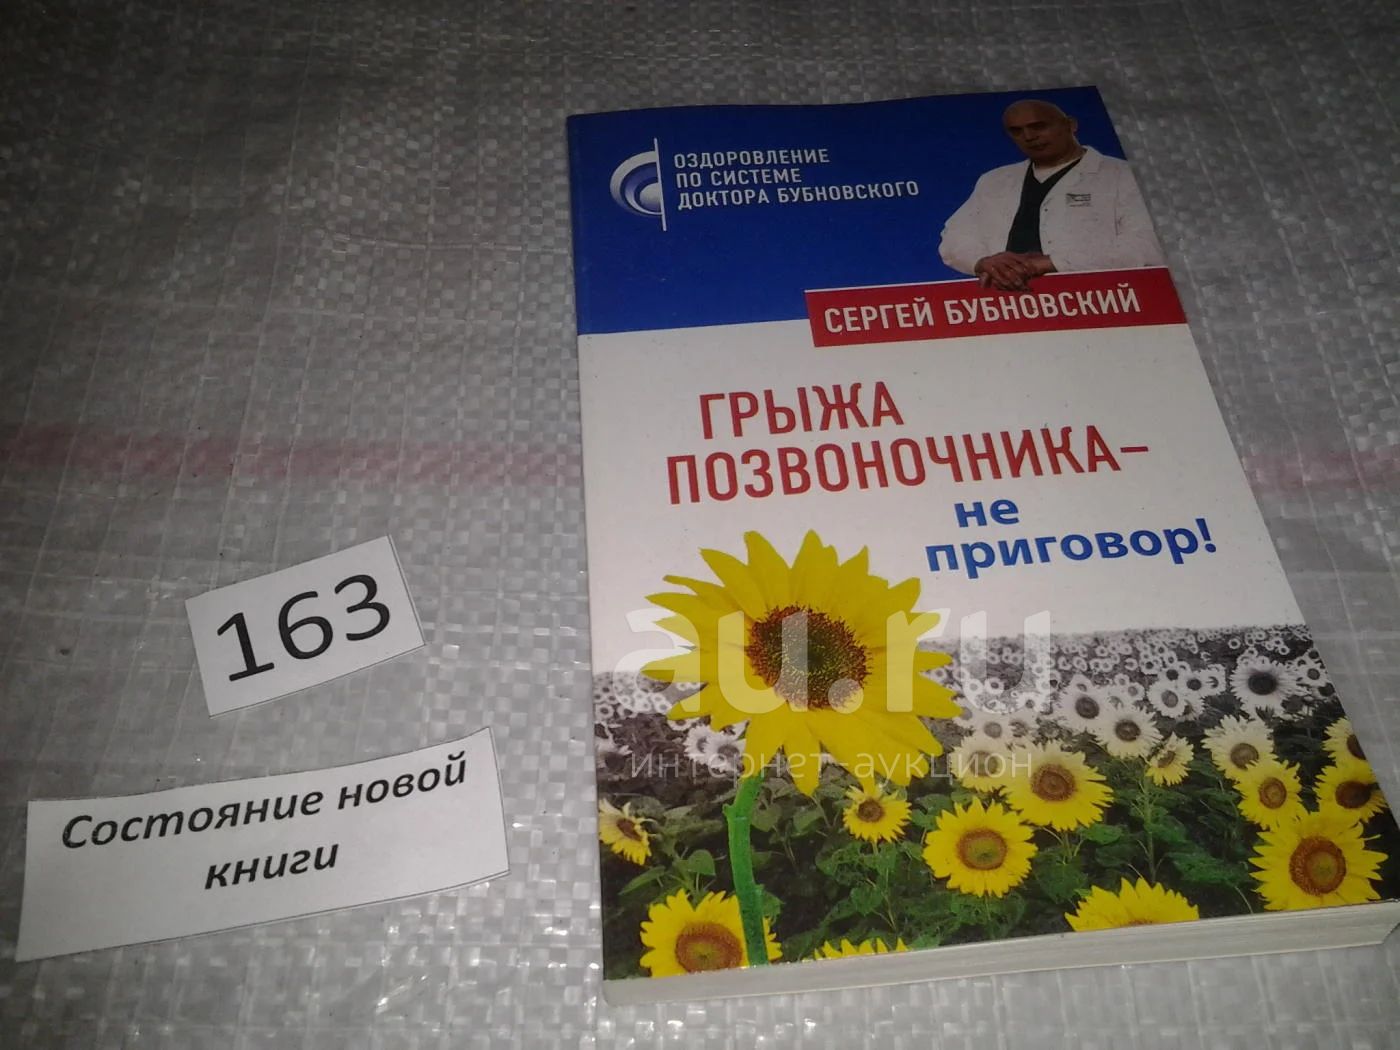 ОЗДОРОВЛЕНИЕ
ПО СИСТЕМЕ
ДОКТОРА БУБНОВСКОГО
СЕРГЕЙ БУБНОВСКИЙ
ГРЫЖА
ПОЗВОНОЧНИКА–
не
приговор!
163
Состояние новой
книги
au.ru
интернет-аукцион